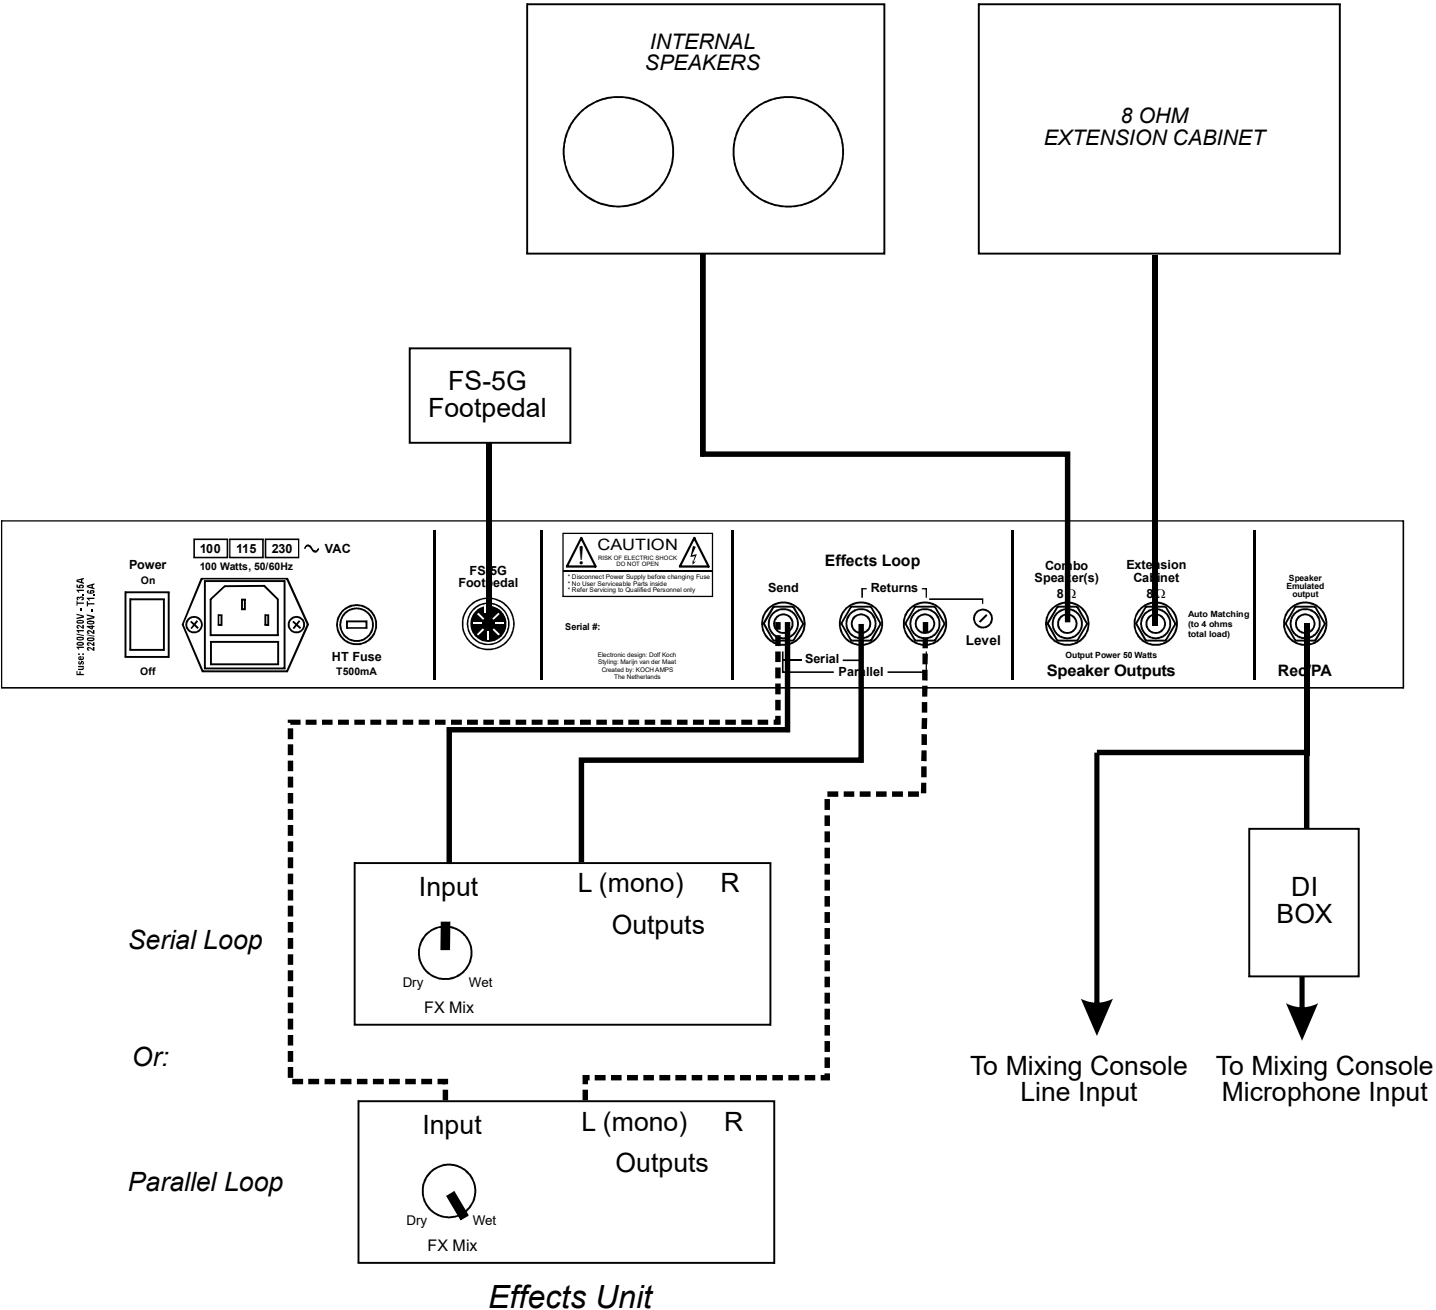 INTERNAL
SPEAKERS
8 OHM
EXTENSION CABINET
FS-5G
Footpedal
Fuse: 100/120V - T3,15A
220/240V - T1,6A
Power
On
Off
100 115 230 ~ VAC
100 Watts, 50/60Hz
HT Fuse
T500mA
FS-5G
Footpedal
CAUTION
RISK OF ELECTRIC SHOCK
DO NOT OPEN
* Disconnect Power Supply before changing Fuse
* No User Serviceable Parts inside
* Refer Servicing to Qualified Personnel only
Serial #:
Electronic design: Dolf Koch
Styling: Marijn van der Maat
Created by: KOCH AMPS
The Netherlands
Effects Loop
Send
Returns
Level
Serial
Parallel
Combo
Speaker(s)
8 Ω
Extension
Cabinet
8 Ω
Auto Matching
(to 4 ohms
total load)
Output Power 50 Watts
Speaker Outputs
Speaker
Emulated
output
Rec/PA
Serial Loop
Input
L (mono) R
Outputs
Dry Wet
FX Mix
DI
BOX
Or:
To Mixing Console
Line Input
To Mixing Console
Microphone Input
Parallel Loop
Input
L (mono) R
Outputs
Dry Wet
FX Mix
Effects Unit